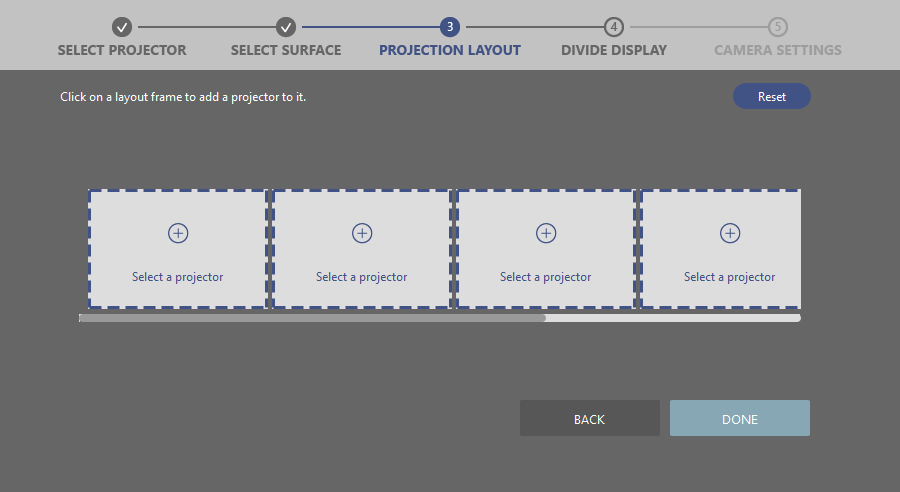 3 4 5
SELECT PROJECTOR SELECT SURFACE PROJECTION LAYOUT DIVIDE DISPLAY CAMERA SETTINGS
Click on a layout frame to add a projector to it. Reset
Select a projector Select a projector Select a projector Select a projector
BACK DONE